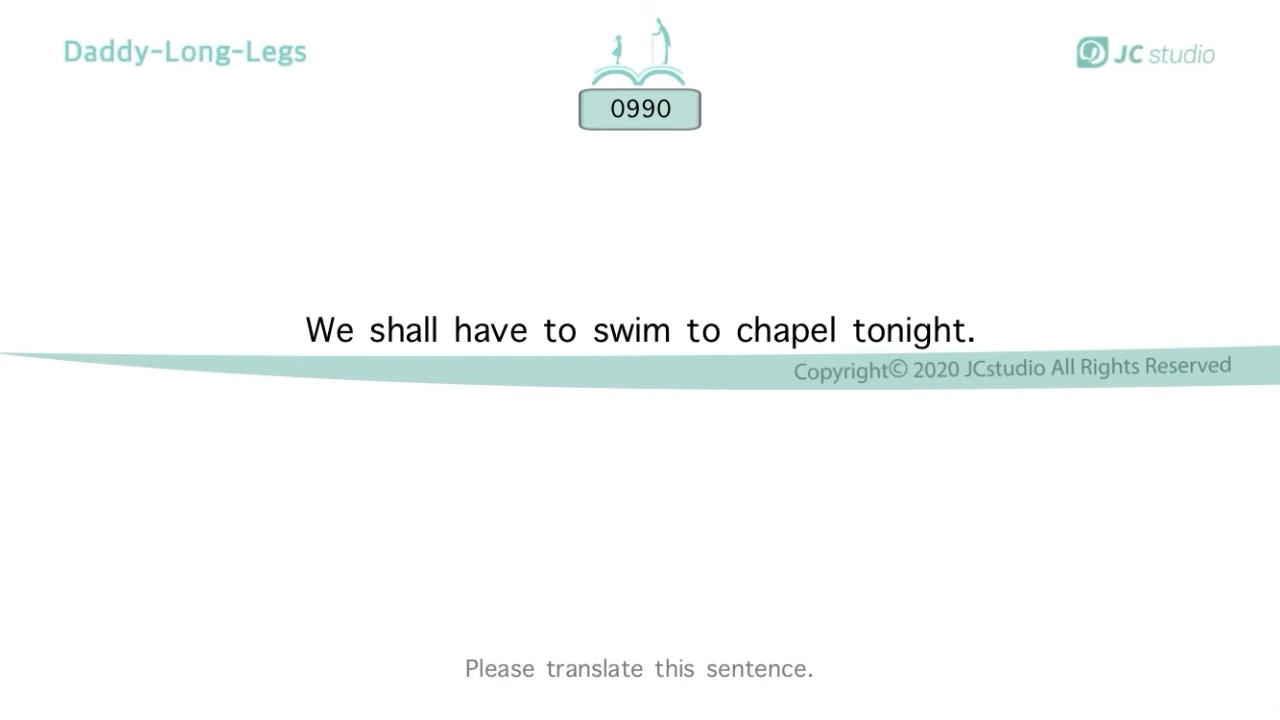 Daddy-Long-Legs
JC studio
0990
We shall have to swim to chapel tonight.
Copyright© 2020 JCstudio All Rights Reserved
Please translate this sentence.